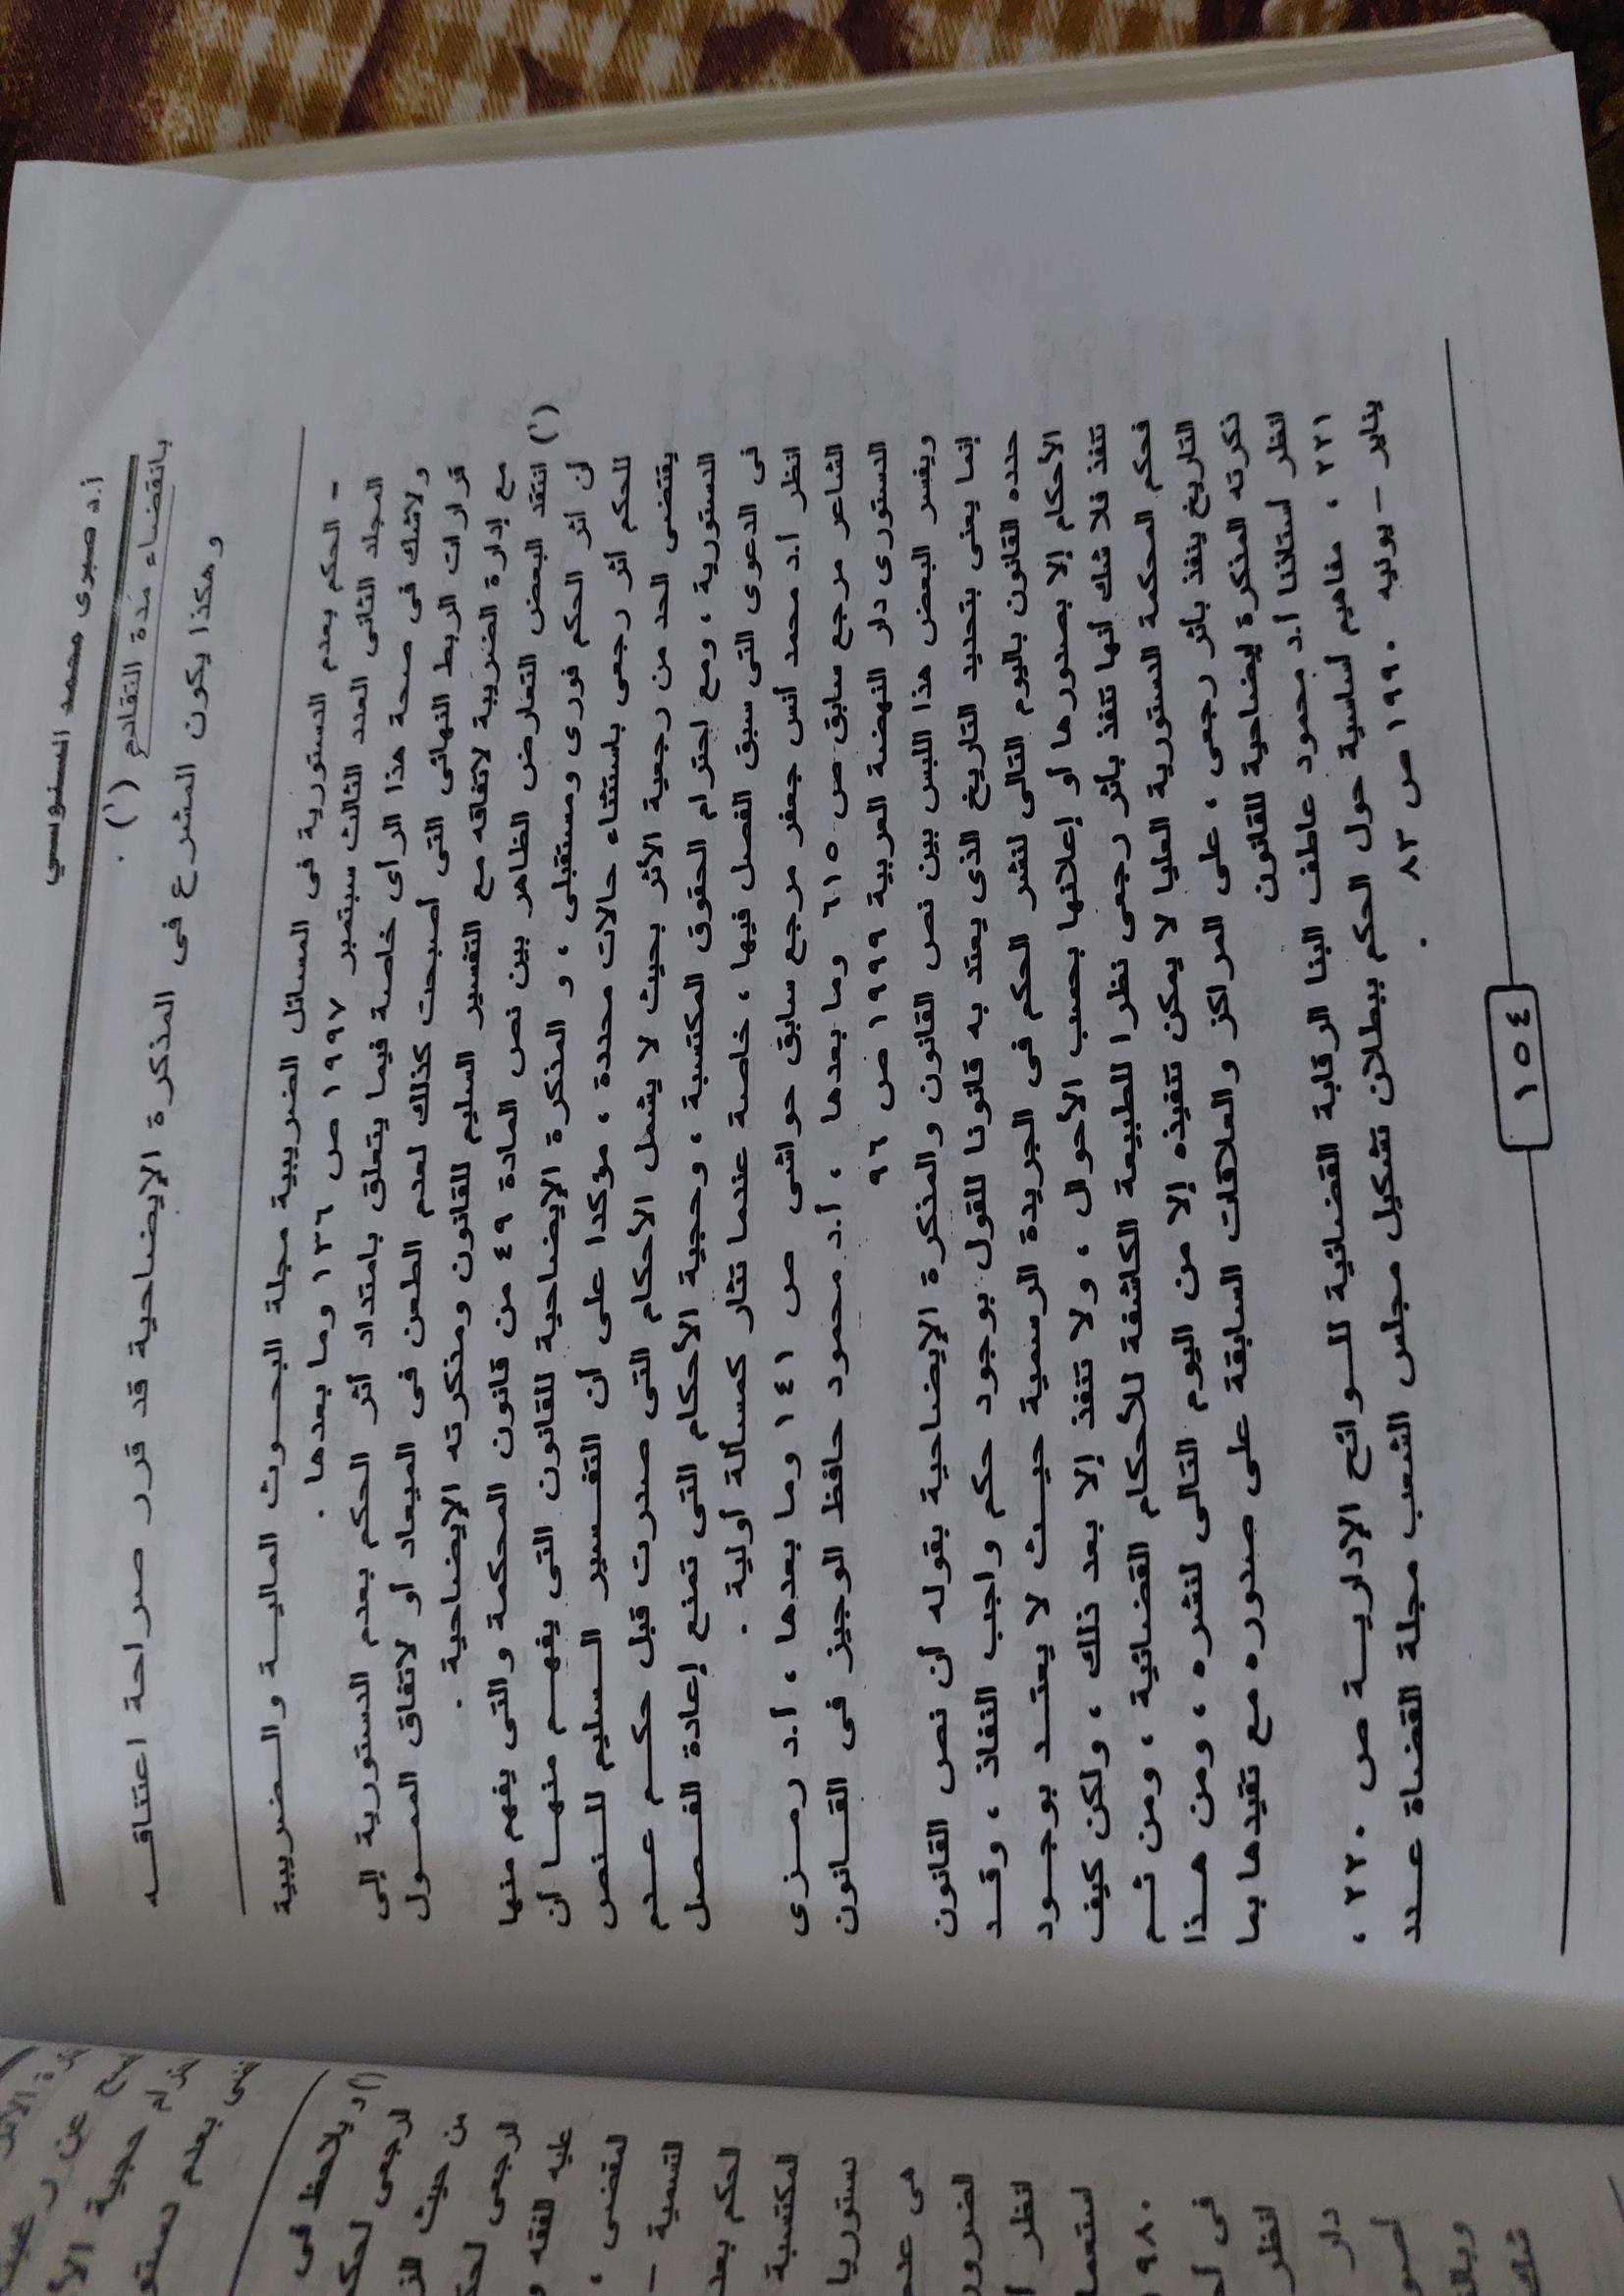 أ.د صبرى محمد السنوسي
بانقضاء مدة التقادم (١) .
وهكذا يكون المشرع فى المذكرة الإيضاحية قد قرر صراحة اعتناقه
- الحكم بعدم الدستورية فى المسائل الضريبية مجلة البحوث المالية والضريبية
المجلد الثانى العدد الثالث سبتمبر ١٩٩٧ ص ١٣٦ وما بعدها .
ولاشك فى صحة هذا الرأى خاصة فيما يتعلق بامتداد أثر الحكم بعدم الدستورية إلى
قرارات الربط النهائى التى أصبحت كذلك لعدم الطعن فى الميعاد أو لاتفاق الممول
مع إدارة الضريبة لاتفاقه مع التفسير السليم للقانون ومذكرته الإيضاحية .
(١) انتقد البعض التعارض الظاهر بين نص المادة ٤٩ من قانون المحكمة والتى يفهم منها
أن أثر الحكم فورى ومستقبلى ، و المذكرة الإيضاحية للقانون التى يفهم منها أن
للحكم أثر رجعى باستثناء حالات محددة ، مؤكدا على أن التفسير السليم للنص
يقتضى الحد من رجعية الأثر بحيث لا يشمل الأحكام التى صدرت قبل حكم عدم
الدستورية ، ومع احترام الحقوق المكتسبة ، وحجية الأحكام التى تمنع إعادة الفصل
فى الدعوى التى سبق الفصل فيها ، خاصة عندما تثار كمسألة أولية .
انظر أ.د محمد أنس جعفر مرجع سابق حواشى ص ١٤١ وما بعدها ، أ.د رمزى
الشاعر مرجع سابق ص ٦١٥ وما بعدها ، أ.د محمود حافظ الوجيز فى القانون
الدستورى دار النهضة العربية ١٩٩٩ ص ٩٦
ويفسر البعض هذا اللبس بين نص القانون والمذكرة الإيضاحية بقوله أن نص القانون
إنما يعنى بتحديد التاريخ الذى يعتد به قانونا للقول بوجود حكم واجب النفاذ ، وقد
حدده القانون باليوم التالى لنشر الحكم فى الجريدة الرسمية حيث لا يعتد بوجود
الأحكام إلا بصدورها أو إعلانها بحسب الأحوال ، ولا تنفذ إلا بعد ذلك ، ولكن كيف
تنفذ فلا شك أنها تنفذ بأثر رجعى نظرا للطبيعة الكاشفة للأحكام القضائية ، ومن ثم
فحكم المحكمة الدستورية العليا لا يمكن تنفيذه إلا من اليوم التالى لنشره ، ومن هذا
التاريخ ينفذ بأثر رجعى ، على المراكز والعلاقات السابقة على صدوره مع تقيدها بما
ذكرته المذكرة إيضاحية للقانون
انظر أستاذنا أ.د محمود عاطف البنا الرقابة القضائية للوائح الإدارية ص ٢٢٠ ،
٢٢١ ، مفاهيم أساسية حول الحكم ببطلان تشكيل مجلس الشعب مجلة القضاة عدد
يناير – يونيه ١٩٩٠ ص ٨٣ .
١٥٤